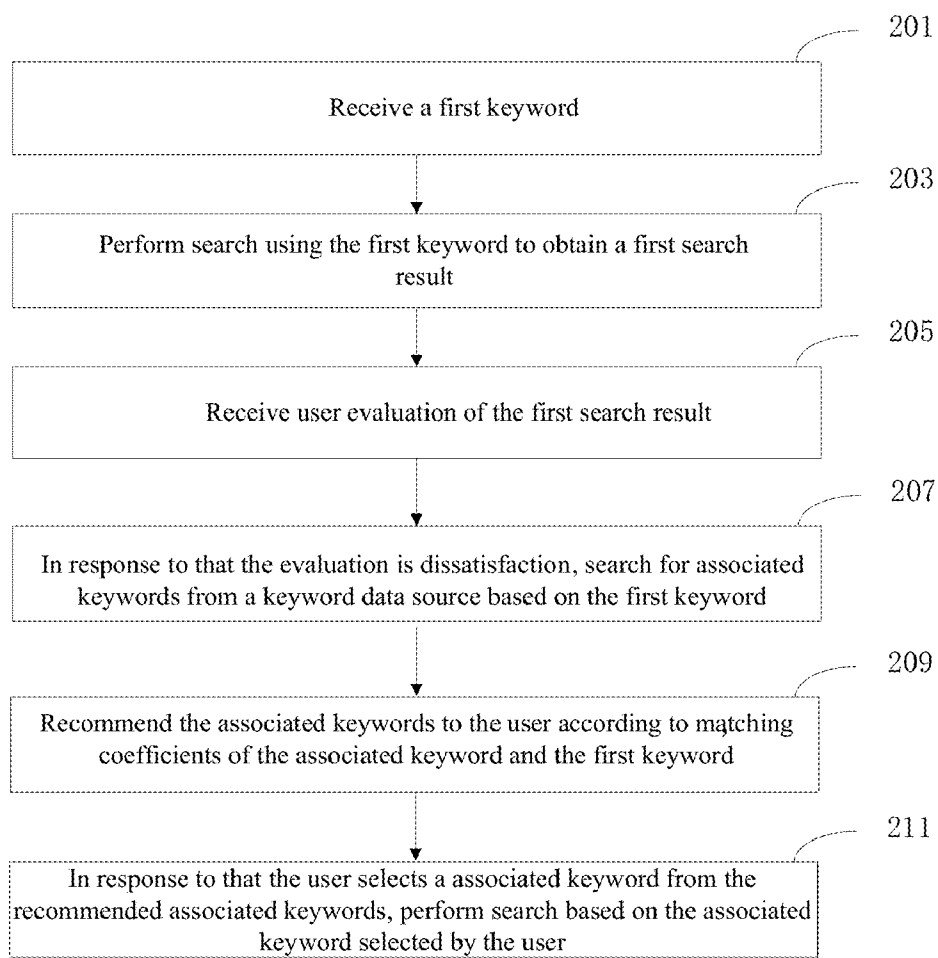 201
Receive a first keyword
203
Perform search using the first keyword to obtain a first search
result
205
Receive user evaluation of the first search result
207
In response to that the evaluation is dissatisfaction, search for associated
keywords from a keyword data source based on the first keyword
209
Recommend the associated keywords to the user according to matching
coefficients of the associated keyword and the first keyword
211
In response to that the user selects a associated keyword from the
recommended associated keywords, perform search based on the associated
keyword selected by the user